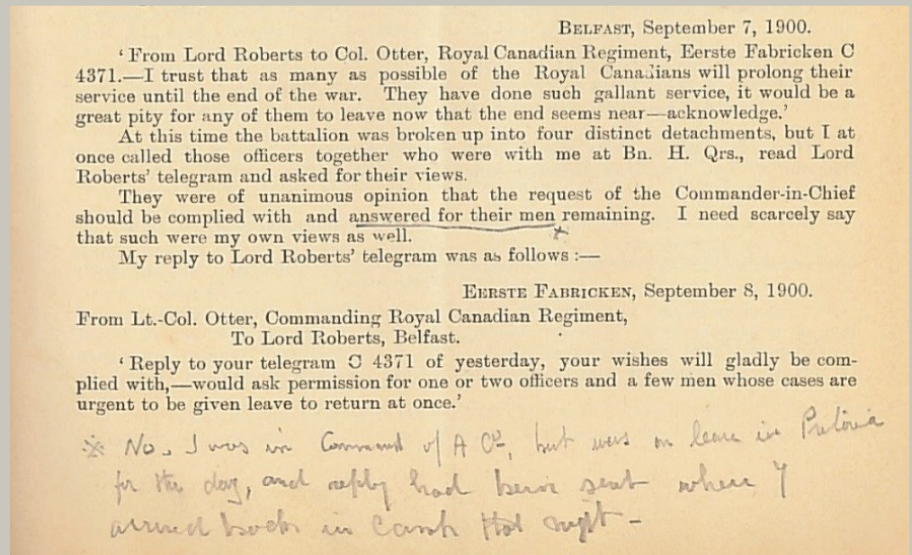 BELFAST, September 7, 1900.
‘ From Lord Roberts to Col. Otter, Royal Canadian Regiment, Eerste Fabricken C
4371.—I trust that as many as possible of the Royal Canadians will prolong their
service until the end of the war. They have done such gallant service, it would be a
great pity for any of them to leave now that the end seems near—acknowledge.’
At this time the battalion was broken up into four distinct detachments, but I at
once called those officers together who were with me at Bn. H. Qrs., read Lord
Roberts’ telegram and asked for their views.
They were of unanimous opinion that the request of the Commander-in-Chief
should be complied with and answered for their men remaining. I need scarcely say
that such were my own views as well.
My reply to Lord Roberts’ telegram was as follows :—
EERSTE FABRICKEN, September 8, 1900.
From Lt.-Col. Otter, Commanding Royal Canadian Regiment,
To Lord Roberts, Belfast.
‘ Reply to your telegram C 4371 of yesterday, your wishes will gladly be com-
plied with,—would ask permission for one or two officers and a few men whose cases are
urgent to be given leave to return at once.’
※ No. I was in Command of A Co, but was on leave in Pretoria
for the day, and reply had been sent when I
arrived back in Camp that night -